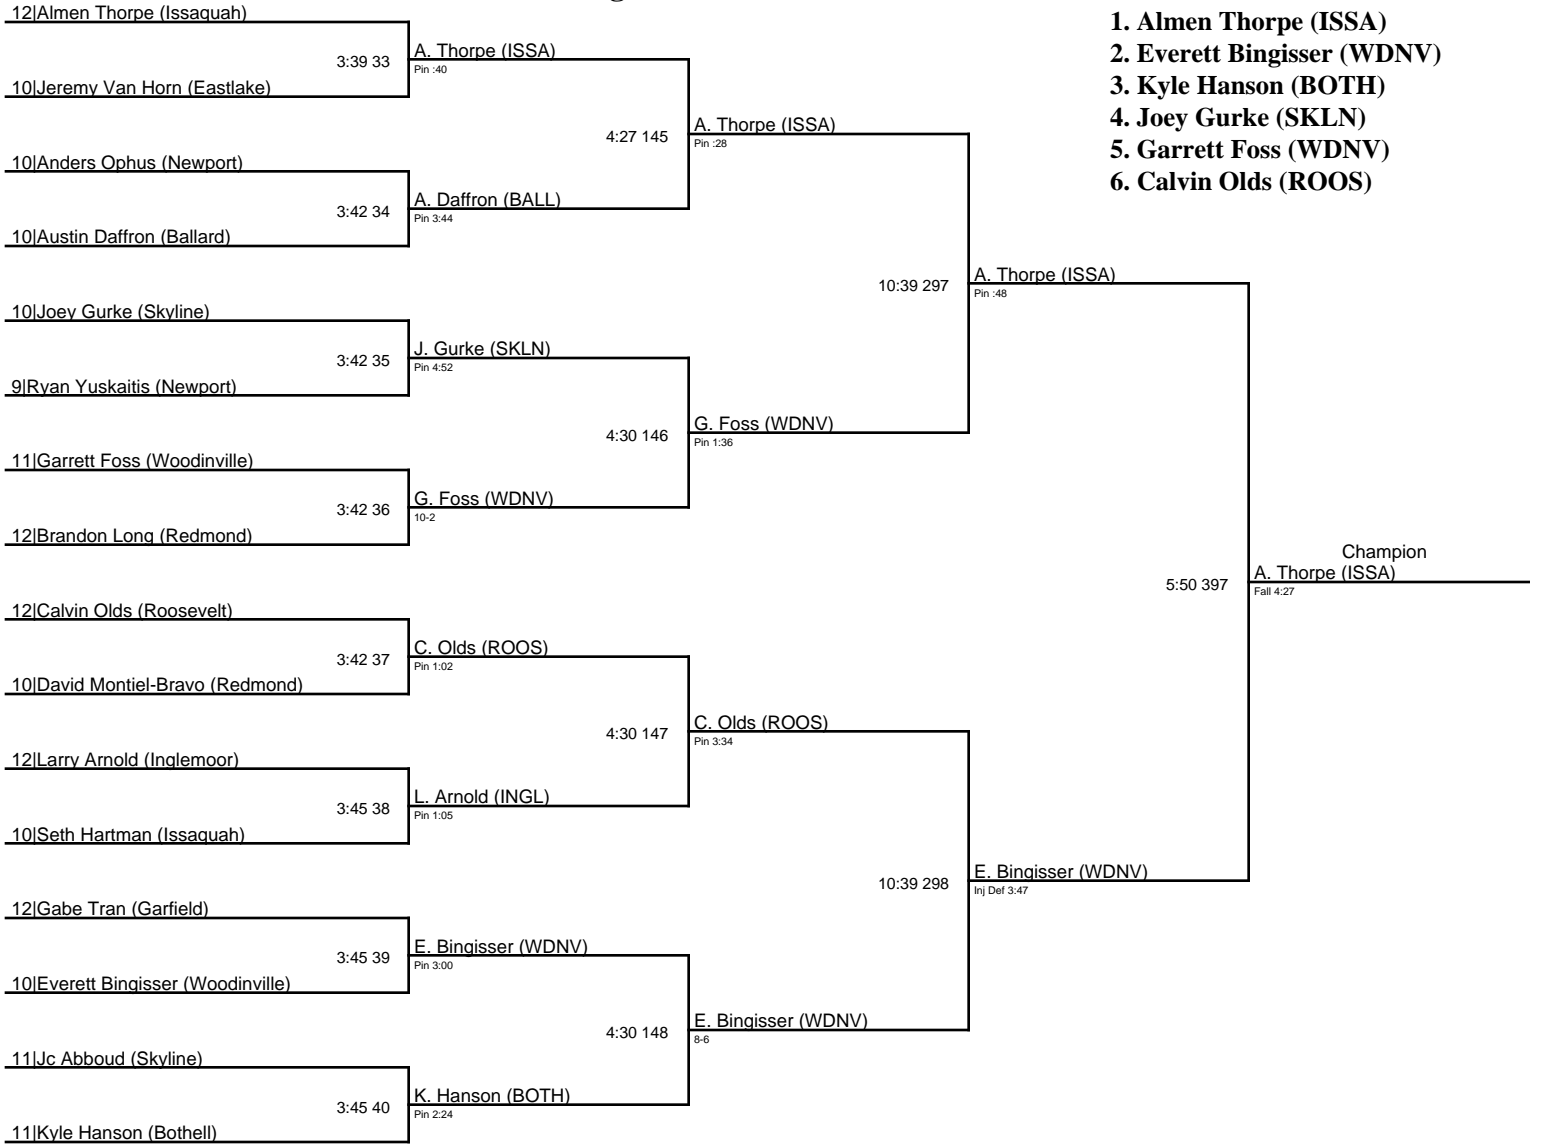 12|Almen Thorpe (Issaquah)
3:39 33
10|Jeremy Van Horn (Eastlake)
10|Anders Ophus (Newport)
3:42 34
10|Austin Daffron (Ballard)
10|Joey Gurke (Skyline)
3:42 35
9|Ryan Yuskaitis (Newport)
11|Garrett Foss (Woodinville)
3:42 36
12|Brandon Long (Redmond)
12|Calvin Olds (Roosevelt)
3:42 37
10|David Montiel-Bravo (Redmond)
12|Larry Arnold (Inglemoor)
3:45 38
10|Seth Hartman (Issaquah)
12|Gabe Tran (Garfield)
3:45 39
10|Everett Bingisser (Woodinville)
11|Jc Abboud (Skyline)
3:45 40
11|Kyle Hanson (Bothell)
A. Thorpe (ISSA)
Pin :40
4:27 145
A. Daffron (BALL)
Pin 3:44
J. Gurke (SKLN)
Pin 4:52
4:30 146
G. Foss (WDNV)
10-2
C. Olds (ROOS)
Pin 1:02
4:30 147
L. Arnold (INGL)
Pin 1:05
E. Bingisser (WDNV)
Pin 3:00
4:30 148
K. Hanson (BOTH)
Pin 2:24
A. Thorpe (ISSA)
Pin :28
10:39 297
G. Foss (WDNV)
Pin 1:36
C. Olds (ROOS)
Pin 3:34
10:39 298
E. Bingisser (WDNV)
8-6
A. Thorpe (ISSA)
Pin :48
5:50 397
E. Bingisser (WDNV)
Inj Def 3:47
Champion
A. Thorpe (ISSA)
Fall 4:27
1. Almen Thorpe (ISSA)
2. Everett Bingisser (WDNV)
3. Kyle Hanson (BOTH)
4. Joey Gurke (SKLN)
5. Garrett Foss (WDNV)
6. Calvin Olds (ROOS)